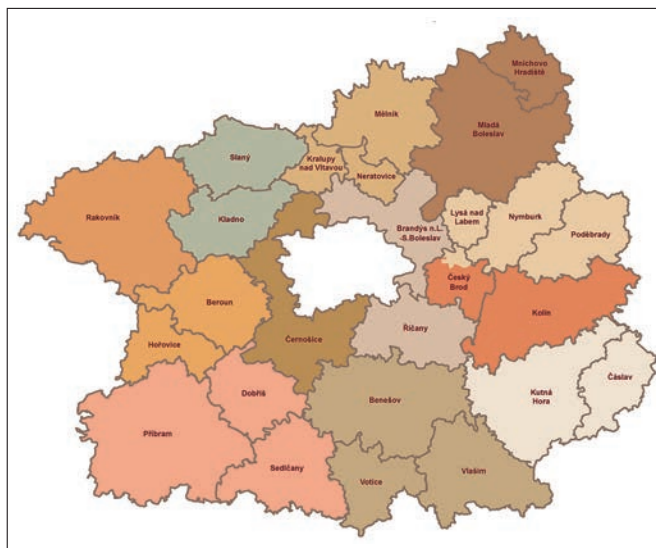 Mnichovo
Hradiště
Mladá
Boleslav
Mělník
Slaný
Kralupy
nad Vltavou
Neratovice
Kladno
Rakovník
Brandýs n.L.
-S.Boleslav
Lysá nad
Labem
Nymburk
Poděbrady
Český
Brod
Kolín
Beroun
Hořovice
Černošice
Říčany
Kutná
Hora
Čáslav
Dobříš
Benešov
Příbram
Sedlčany
Votice
Vlašim